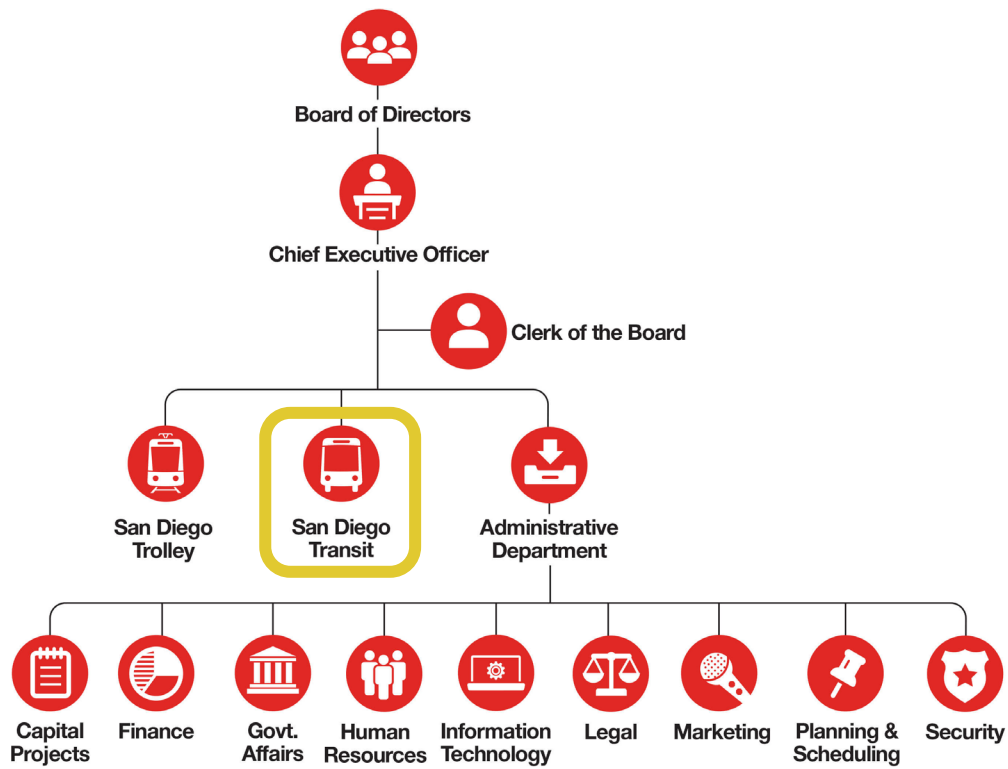 Board of Directors
Chief Executive Officer
Clerk of the Board
San Diego
Trolley
San Diego
Transit
Administrative
Department
Capital
Projects
Finance
Govt.
Affairs
Human
Resources
Information
Technology
Legal
Marketing
Planning &
Scheduling
Security